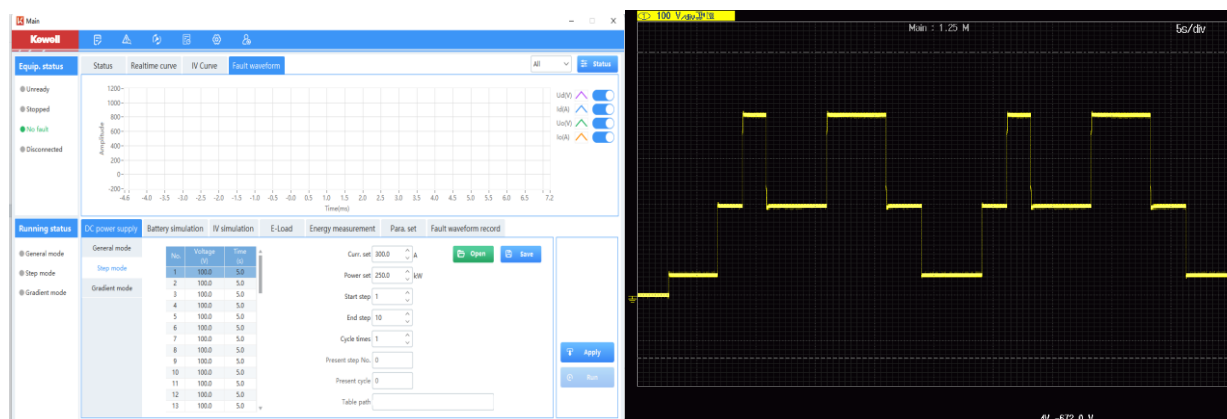 Main
Kewell
Equip. status
Status Realtime curve IV Curve Fault waveform
All
Status
Unready
Stopped
No fault
Disconnected
1200
1000
800
600
400
200
0
-200
Amplitude
-4.6 -4.0 -3.5 -3.0 -2.5 -2.0 -1.5 -1.0 -0.5 -0.0 0.5 1.0 1.5 2.0 2.5 3.0 3.5 4.0 4.5 5.0 5.5 6.0 6.5 7.2
Time(ms)
Ud(V)
Id(A)
Uo(V)
Io(A)
Running status
DC power supply Battery simulation IV simulation E-Load Energy measurement Para. set Fault waveform record
General mode
Step mode
Gradient mode
General mode
Step mode
Gradient mode
No. Voltage (V) Time (s)
1 100.0 5.0
2 100.0 5.0
3 100.0 5.0
4 100.0 5.0
5 100.0 5.0
6 100.0 5.0
7 100.0 5.0
8 100.0 5.0
9 100.0 5.0
10 100.0 5.0
11 100.0 5.0
12 100.0 5.0
13 100.0 5.0
Curr. set 300.0 A
Power set 250.0 kW
Start step 1
End step 10
Cycle times 1
Present step No. 0
Present cycle 0
Table path
Open
Save
Apply
Run
100 V
Main : 1.25 M
5s/div